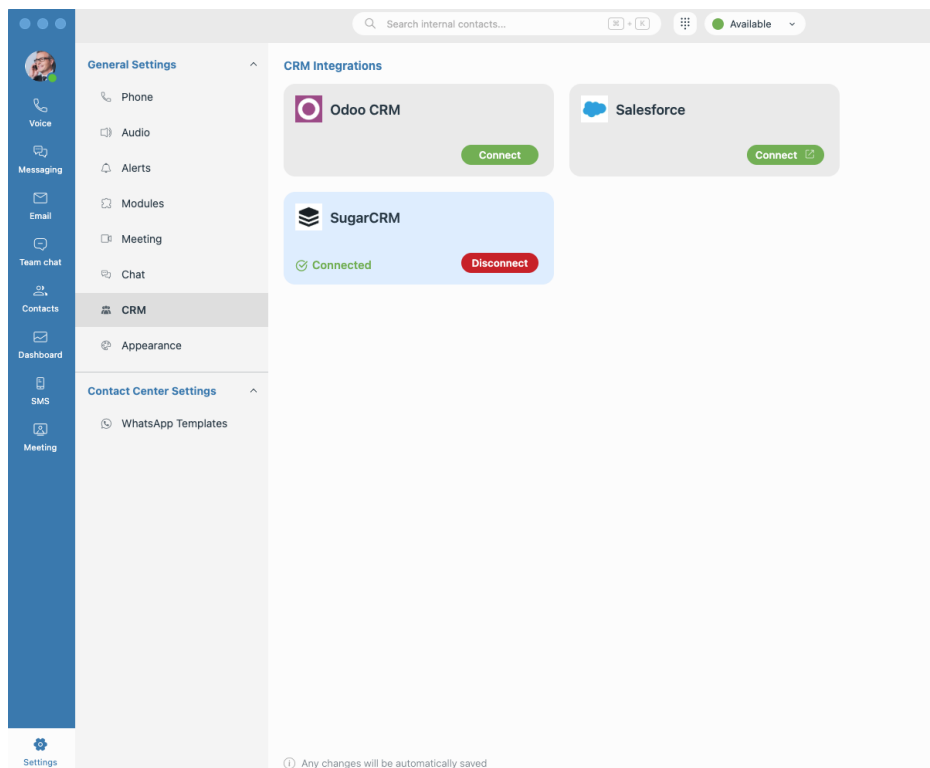 Search internal contacts...
⌘ + K
Available
Voice
Messaging
Email
Team chat
Contacts
Dashboard
SMS
Meeting
Settings
General Settings
Phone
Audio
Alerts
Modules
Meeting
Chat
CRM
Appearance
Contact Center Settings
WhatsApp Templates
CRM Integrations
Odoo CRM
Connect
Salesforce
Connect
SugarCRM
Connected
Disconnect
Any changes will be automatically saved